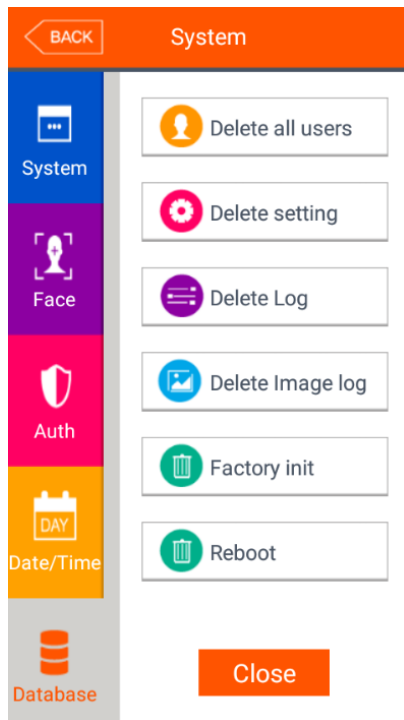 BACK
System
System
Face
Auth
DAY
Date/Time
Database
Delete all users
Delete setting
Delete Log
Delete Image log
Factory init
Reboot
Close